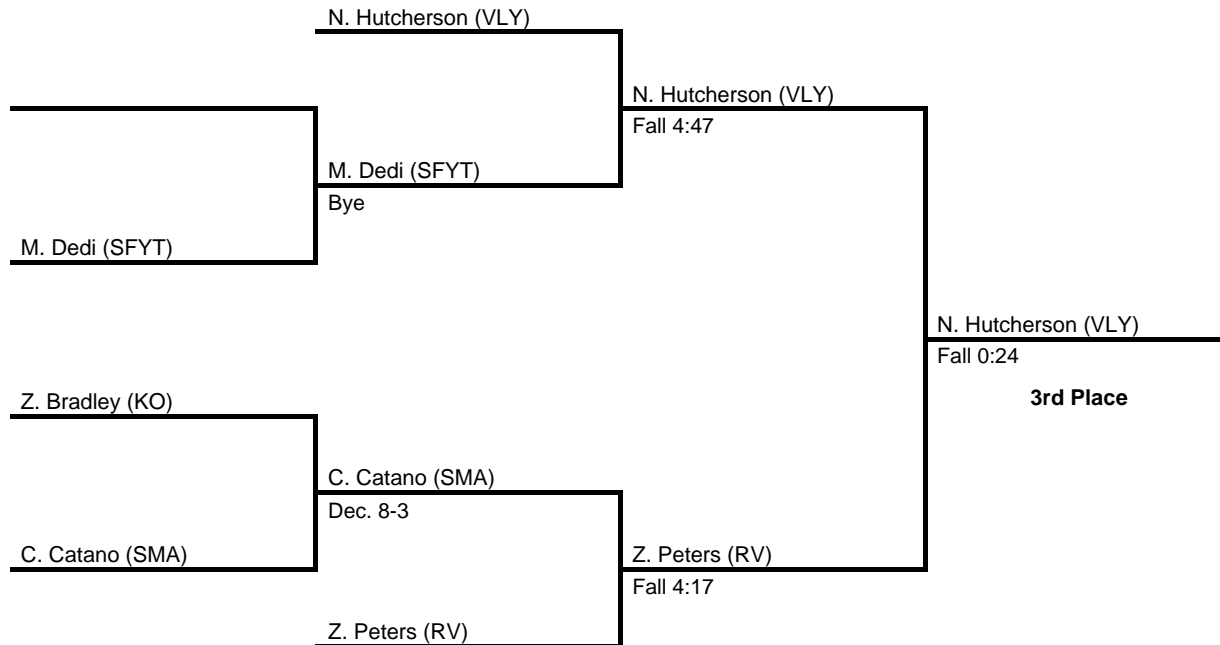 N. Hutcherson (VLY)
N. Hutcherson (VLY)
Fall 4:47
M. Dedi (SFYT)
Bye
M. Dedi (SFYT)
N. Hutcherson (VLY)
Fall 0:24
3rd Place
Z. Bradley (KO)
C. Catano (SMA)
Dec. 8-3
C. Catano (SMA)
Z. Peters (RV)
Fall 4:17
Z. Peters (RV)